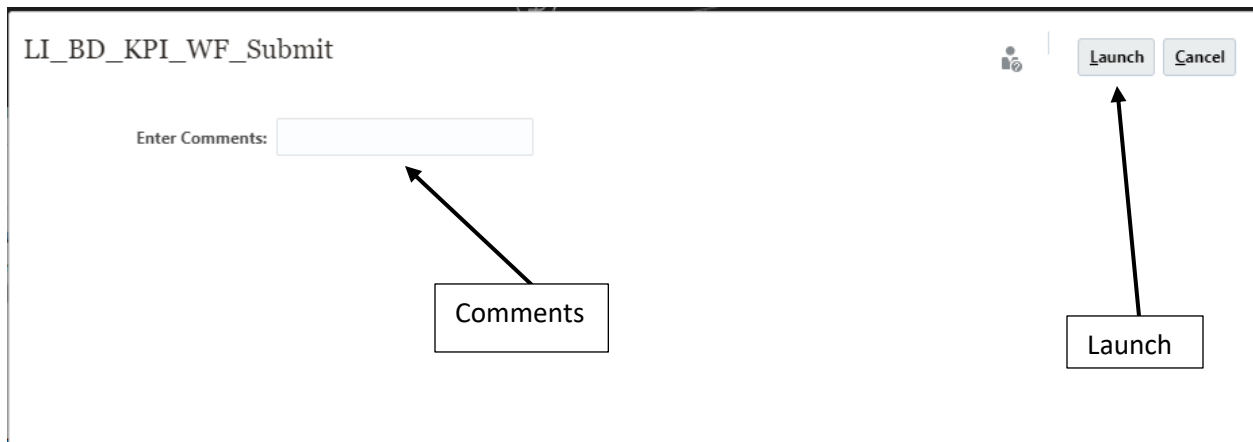 LI_BD_KPI_WF_Submit
Launch Cancel
Enter Comments:
Comments
Launch